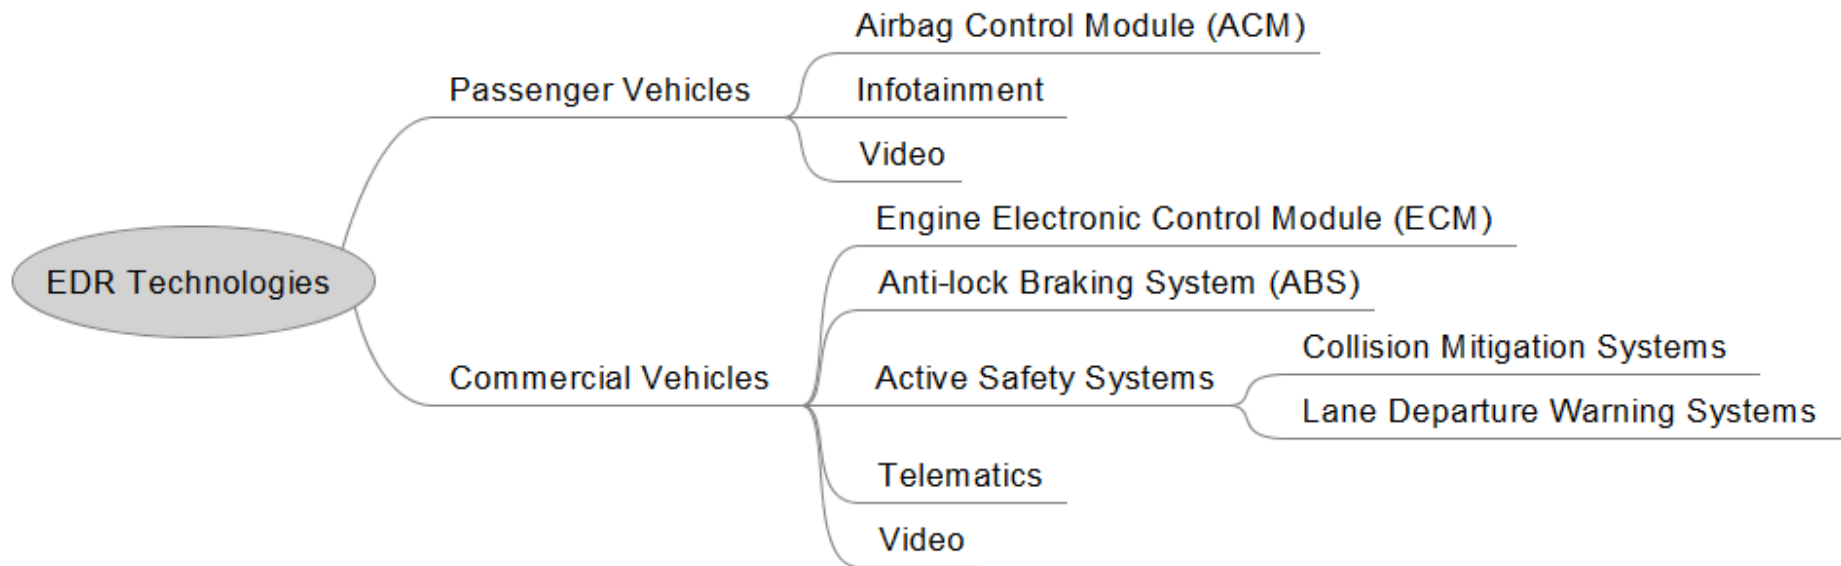 Airbag Control Module (ACM)
Passenger Vehicles
Infotainment
Video
Engine Electronic Control Module (ECM)
EDR Technologies
Anti-lock Braking System (ABS)
Collision Mitigation Systems
Commercial Vehicles
Active Safety Systems
Lane Departure Warning Systems
Telematics
Video